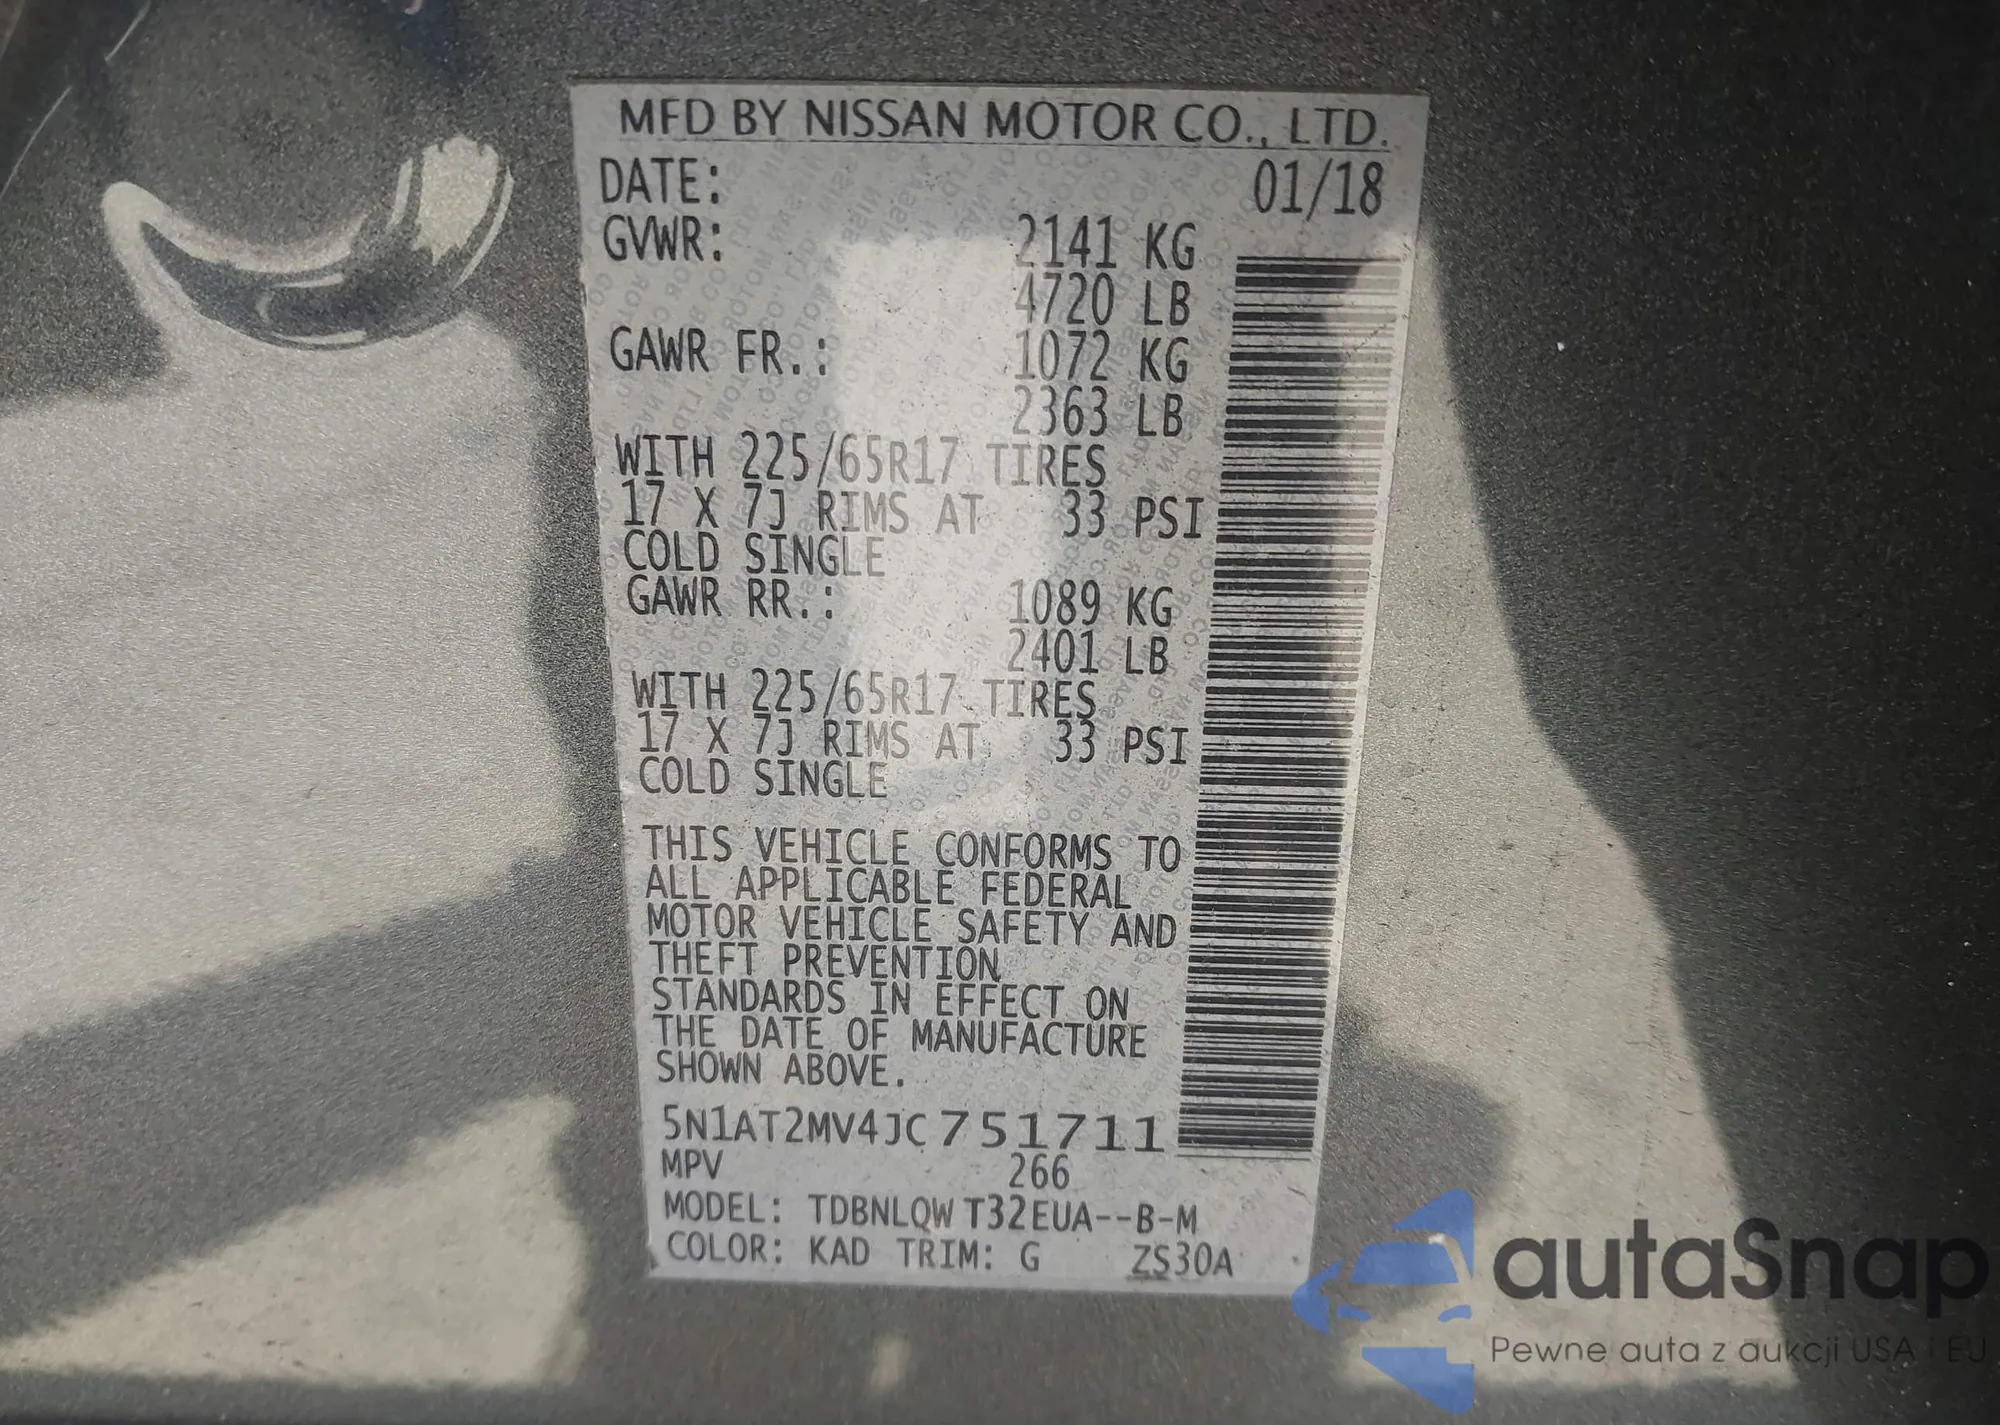 MFD BY NISSAN MOTOR CO., LTD.
DATE: 01/18
GVWR: 2141 KG
4720 LB
GAWR FR.: 1072 KG
2363 LB
WITH 225/65R17 TIRES
17 X 7J RIMS AT 33 PSI
COLD SINGLE
GAWR RR.: 1089 KG
2401 LB
WITH 225/65R17 TIRES
17 X 7J RIMS AT 33 PSI
COLD SINGLE
THIS VEHICLE CONFORMS TO
ALL APPLICABLE FEDERAL
MOTOR VEHICLE SAFETY AND
THEFT PREVENTION
STANDARDS IN EFFECT ON
THE DATE OF MANUFACTURE
SHOWN ABOVE.
5N1AT2MV4JC751711
MPV 266
MODEL: TDBNLQW T32EUA--B-M
COLOR: KAD TRIM: G ZS30A
autaSnap
Pewne auta z aukcji USA i EU